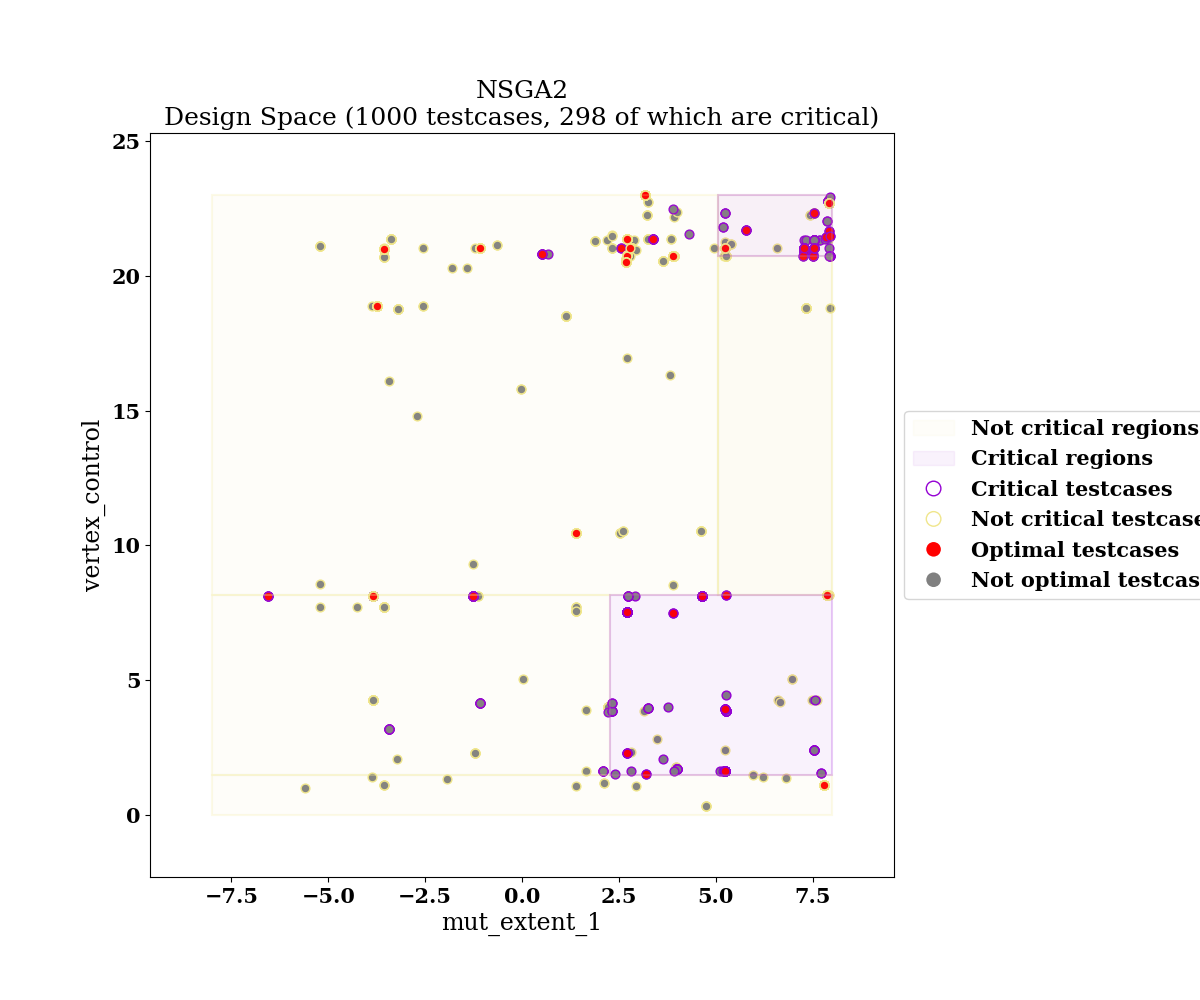 NSGA2
Design Space (1000 testcases, 298 of which are critical)
25
20
15
10
5
0
vertex_control
−7.5 −5.0 −2.5 0.0 2.5 5.0 7.5
mut_extent_1
Not critical regions
Critical regions
Critical testcases
Not critical testcase
Optimal testcases
Not optimal testcas